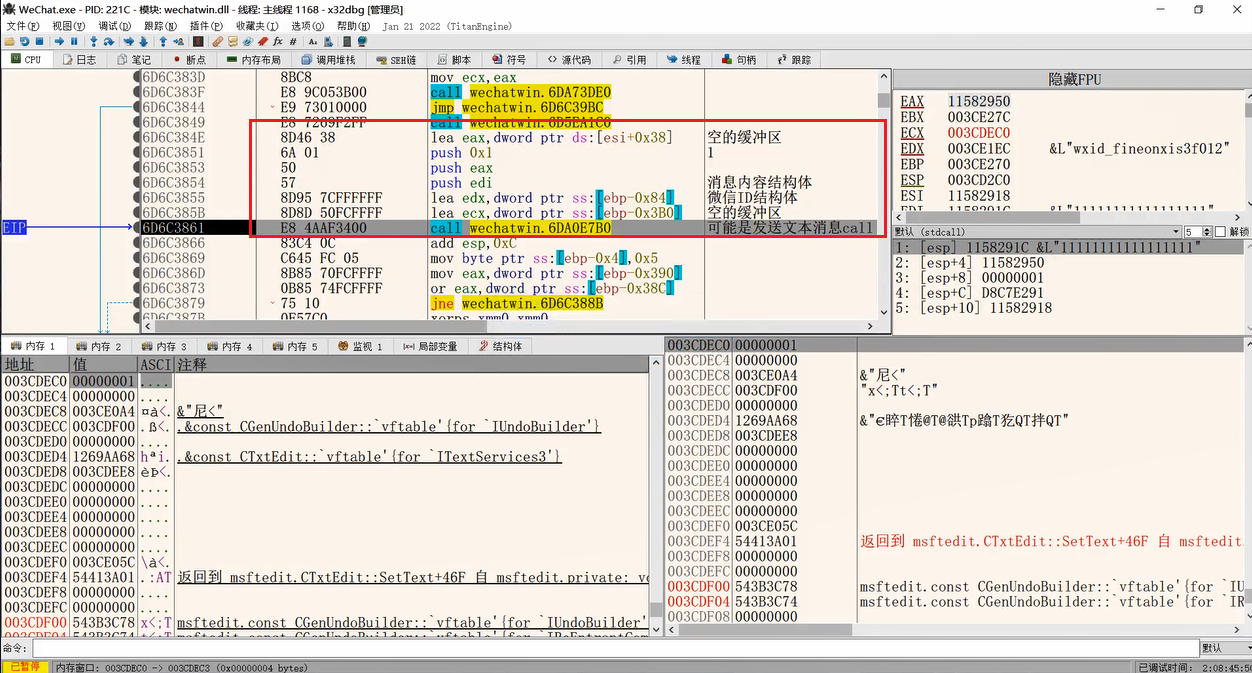 WeChat.exe - PID: 221C - 模块: wechatwin.dll - 线程: 主线程 1168 - x32dbg [管理员]
文件(F) 视图(V) 调试(D) 跟踪(N) 插件(P) 收藏夹(I) 选项(O) 帮助(H) Jan 21 2022 (TitanEngine)
CPU 日志 笔记 断点 内存布局 调用堆栈 SEH链 脚本 符号 源代码 引用 线程 句柄 跟踪
6D6C383D 8BC8 mov ecx,eax
6D6C383F E8 9C053B00 call wechatwin.6DA73DE0
6D6C3844 E9 73010000 jmp wechatwin.6D6C39BC
6D6C3849 E8 7289F2FF call wechatwin.6D5EA1C0
6D6C384E 8D46 38 lea eax,dword ptr ds:[esi+0x38] 空的缓冲区
6D6C3851 6A 01 push 0x1 1
6D6C3853 50 push eax
6D6C3854 57 push edi 消息内容结构体
6D6C3855 8D95 7CFFFFFF lea edx,dword ptr ss:[ebp-0x84] 微信ID结构体
6D6C385B 8D8D 50FCFFFF lea ecx,dword ptr ss:[ebp-0x3B0] 空的缓冲区
EIP 6D6C3861 E8 4AAF3400 call wechatwin.6DA0E7B0 可能是发送文本消息call
6D6C3866 83C4 0C add esp,0xC
6D6C3869 C645 FC 05 mov byte ptr ss:[ebp-0x4],0x5
6D6C386D 8B85 70FCFFFF mov eax,dword ptr ss:[ebp-0x390]
6D6C3873 0B85 74FCFFFF or eax,dword ptr ss:[ebp-0x38C]
6D6C3879 75 10 jne wechatwin.6D6C388B
6D6C387B 0F57C0 xorps xmm0,xmm0
隐藏FPU
EAX 11582950
EBX 003CE27C
ECX 003CDEC0
EDX 003CE1EC &L"wxid_fineonxis3f012"
EBP 003CE270
ESP 003CD2C0
ESI 11582918
默认 (stdcall) 5 解锁
1: [esp] 1158291C &L"11111111111111111"
2: [esp+4] 11582950
3: [esp+8] 00000001
4: [esp+C] D8C7E291
5: [esp+10] 11582918
内存 1 内存 2 内存 3 内存 4 内存 5 监视 1 局部变量 结构体
地址 值 ASCI 注释
003CDEC0 00000001 ....
003CDEC4 00000000 ....
003CDEC8 003CE0A4 ¤à<. &"尼<"
003CDECC 003CDF00 .ß<. .&const CGenUndoBuilder::`vftable'{for `IUndoBuilder'}
003CDED0 00000000 ....
003CDED4 1269AA68 hªi. .&const CTxtEdit::`vftable'{for `ITextServices3'}
003CDED8 003CDEE8 èÞ<.
003CDEDC 00000000 ....
003CDEE0 00000000 ....
003CDEE4 00000000 ....
003CDEE8 00000000 ....
003CDEEC 00000000 ....
003CDEF0 003CE05C \à<.
003CDEF4 54413A01 .:AT 返回到 msftedit.CTxtEdit::SetText+46F 自 msftedit.private: vo
003CDEF8 00000000 ....
003CDEFC 00000000 ....
003CDF00 543B3C78 x<;T msftedit.const CGenUndoBuilder::`vftable'{for `IUndoBuilder'
003CDF04 543B3C74
003CDEC0 00000001
003CDEC4 00000000
003CDEC8 003CE0A4 &"尼<"
003CDECC 003CDF00 "x<;Tt<;T"
003CDED0 00000000
003CDED4 1269AA68
003CDED8 003CDEE8
003CDEDC 00000000
003CDEE0 00000000
003CDEE4 00000000
003CDEE8 00000000
003CDEEC 00000000
003CDEF0 003CE05C
003CDEF4 54413A01 返回到 msftedit.CTxtEdit::SetText+46F 自 msftedit.
003CDEF8 00000000
003CDEFC 00000000
003CDF00 543B3C78 msftedit.const CGenUndoBuilder::`vftable'{for `IU
003CDF04 543B3C74 msftedit.const CGenUndoBuilder::`vftable'{for `IR
003CDF08 00000000
命令: 默认
已暂停 内存窗口: 003CDEC0 -> 003CDEC3 (0x00000004 bytes) 已调试时间: 2:08:45:50